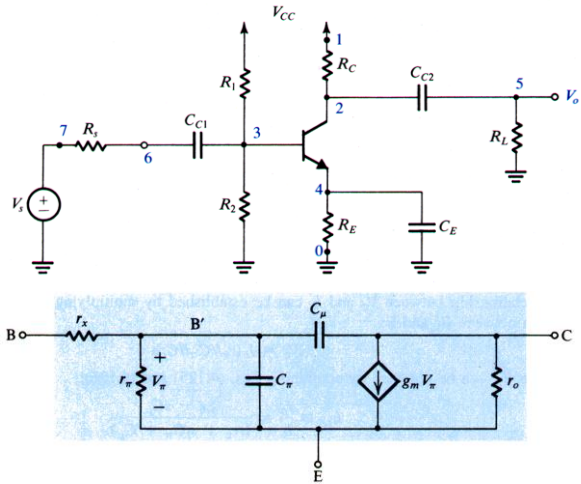 V_CC
1
R_1
R_C
C_C2
5
V_o
2
7
R_s
C_C1
3
R_L
6
V_s
+
−
R_2
4
R_E
C_E
0
C_μ
B
r_x
B'
C
+
r_π
V_π
C_π
g_m V_π
r_o
−
E